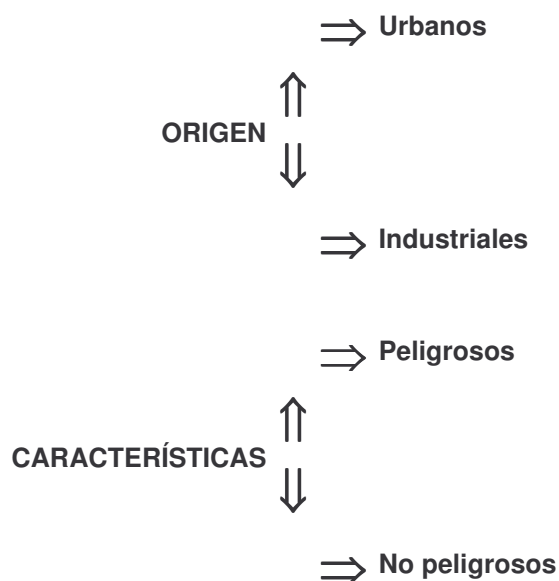 Urbanos
ORIGEN
Industriales
Peligrosos
CARACTERÍSTICAS
No peligrosos